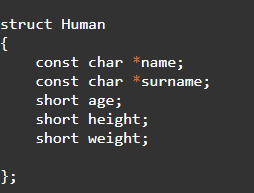 struct Human
{
    const char *name;
    const char *surname;
    short age;
    short height;
    short weight;

};